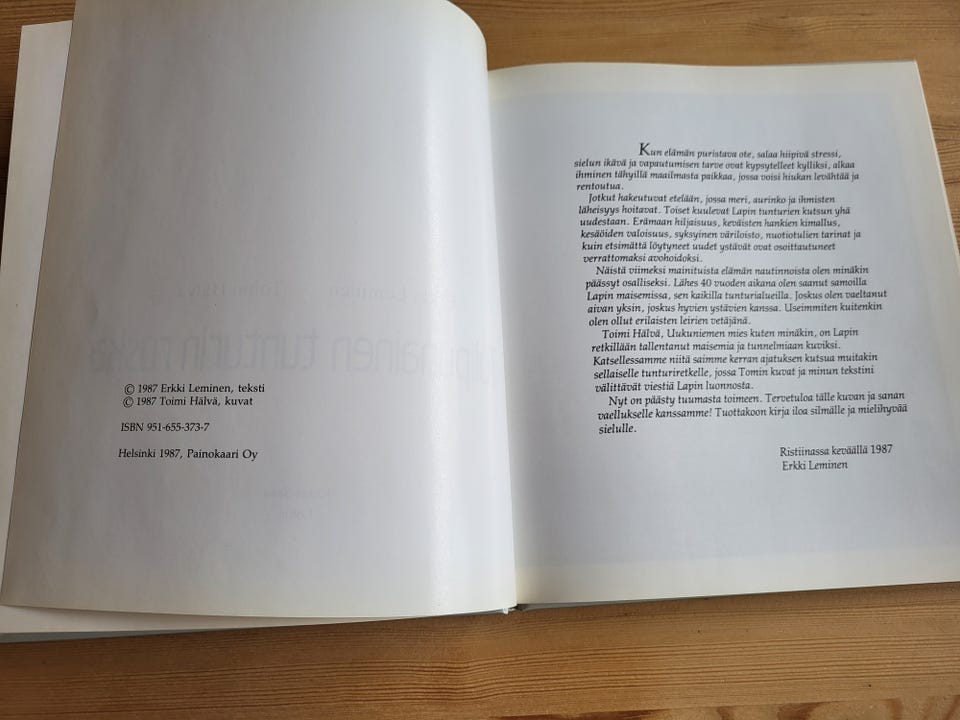 © 1987 Erkki Leminen, teksti
© 1987 Toimi Hälvä, kuvat
ISBN 951-655-373-7
Helsinki 1987, Painokaari Oy
Kun elämän puristava ote, salaa hiipivä stressi,
sielun ikävä ja vapautumisen tarve ovat kypsytelleet kylliksi, alkaa
ihminen tähyillä maailmasta paikkaa, jossa voisi hiukan levähtää ja
rentoutua.
Jotkut hakeutuvat etelään, jossa meri, aurinko ja ihmisten
läheisyys hoitavat. Toiset kuulevat Lapin tunturien kutsun yhä
uudestaan. Erämaan hiljaisuus, keväisten hankien kimallus,
kesäöiden valoisuus, syksyinen väriloisto, nuotiotulien tarinat ja
kuin etsimättä löytyneet uudet ystävät ovat osoittautuneet
verrattomaksi avohoidoksi.
Näistä viimeksi mainituista elämän nautinnoista olen minäkin
päässyt osalliseksi. Lähes 40 vuoden aikana olen saanut samoilla
Lapin maisemissa, sen kaikilla tunturialueilla. Joskus olen vaeltanut
aivan yksin, joskus hyvien ystävien kanssa. Useimmiten kuitenkin
olen ollut erilaisten leirien vetäjänä.
Toimi Hälvä, Uukuniemen mies kuten minäkin, on Lapin
retkillään tallentanut maisemia ja tunnelmiaan kuviksi.
Katsellessamme niitä saimme kerran ajatuksen kutsua muitakin
sellaiselle tunturiretkelle, jossa Tomin kuvat ja minun tekstini
välittävät viestiä Lapin luonnosta.
Nyt on päästy tuumasta toimeen. Tervetuloa tälle kuvan ja sanan
vaellukselle kanssamme! Tuottakoon kirja iloa silmälle ja mielihyvää
sielulle.
Ristiinassa keväällä 1987
Erkki Leminen